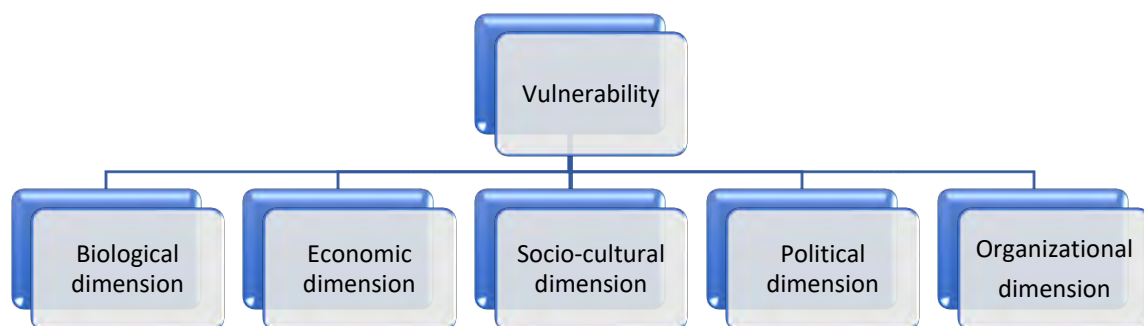 Vulnerability
Biological
dimension
Economic
dimension
Socio-cultural
dimension
Political
dimension
Organizational
dimension